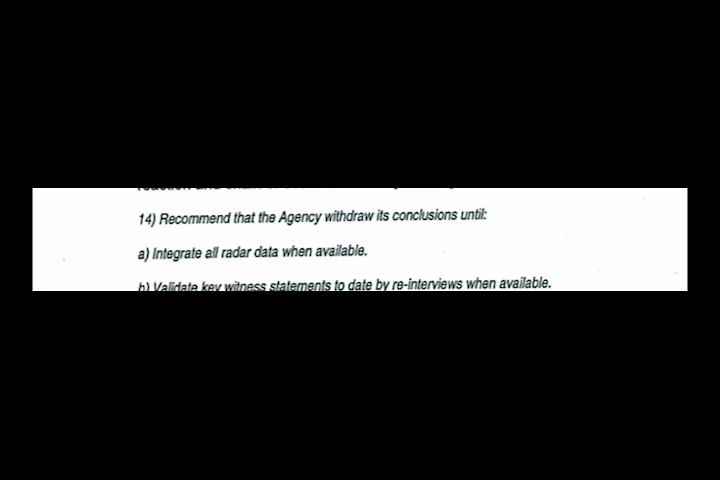 14) Recommend that the Agency withdraw its conclusions until:
a) Integrate all radar data when available.
b) Validate key witness statements to date by re-interviews when available.